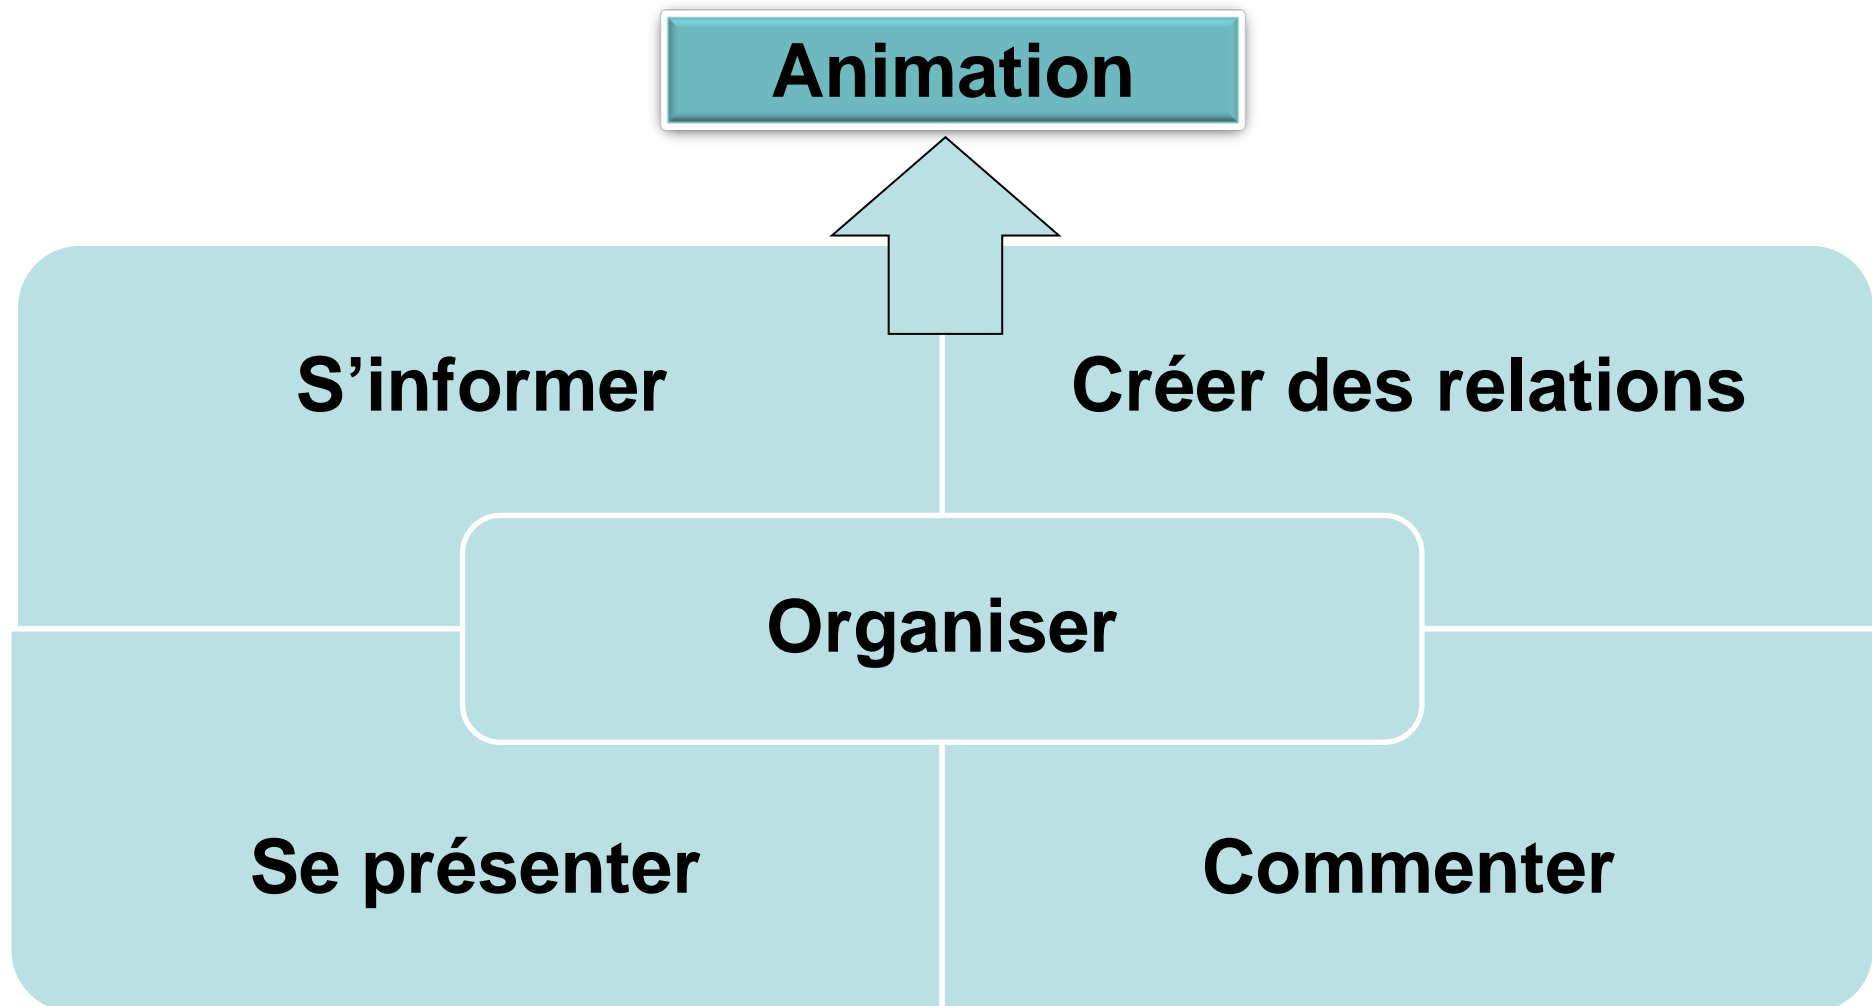 Animation
S’informer
Créer des relations
Organiser
Se présenter
Commenter